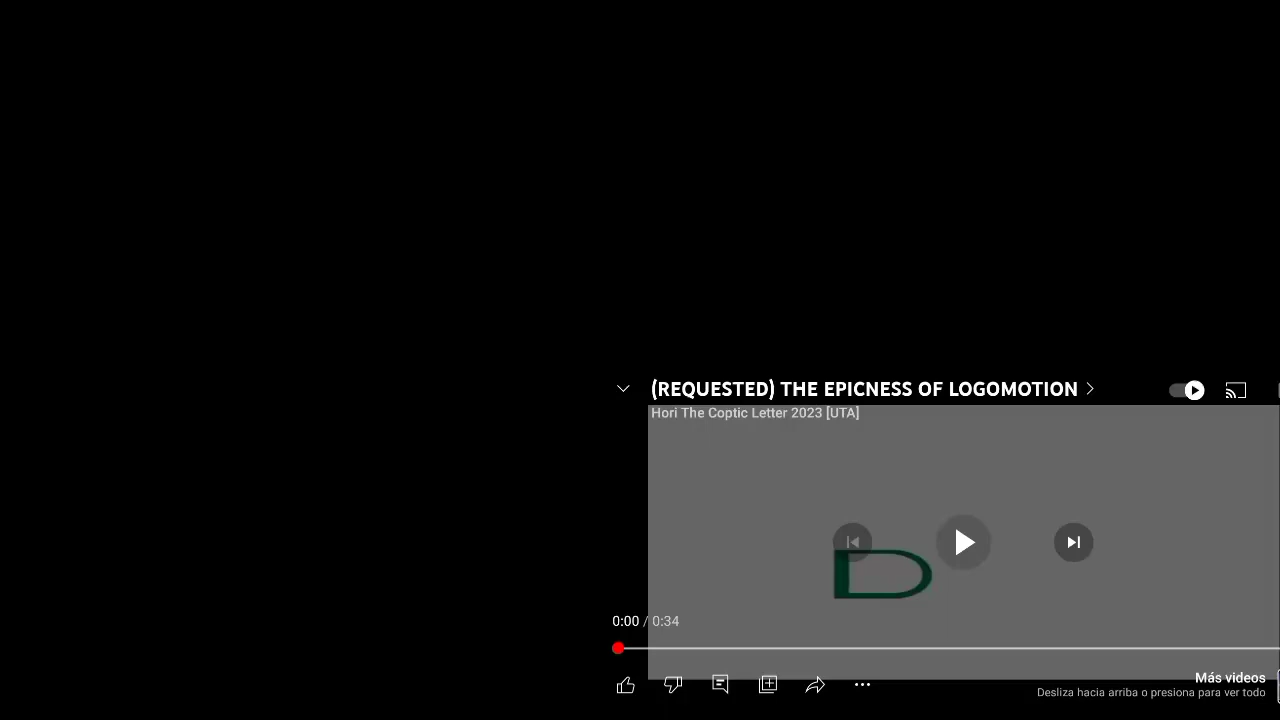 (REQUESTED) THE EPICNESS OF LOGOMOTION
Hori The Coptic Letter 2023 [UTA]
D
0:00 / 0:34
Más videos
Desliza hacia arriba o presiona para ver todo